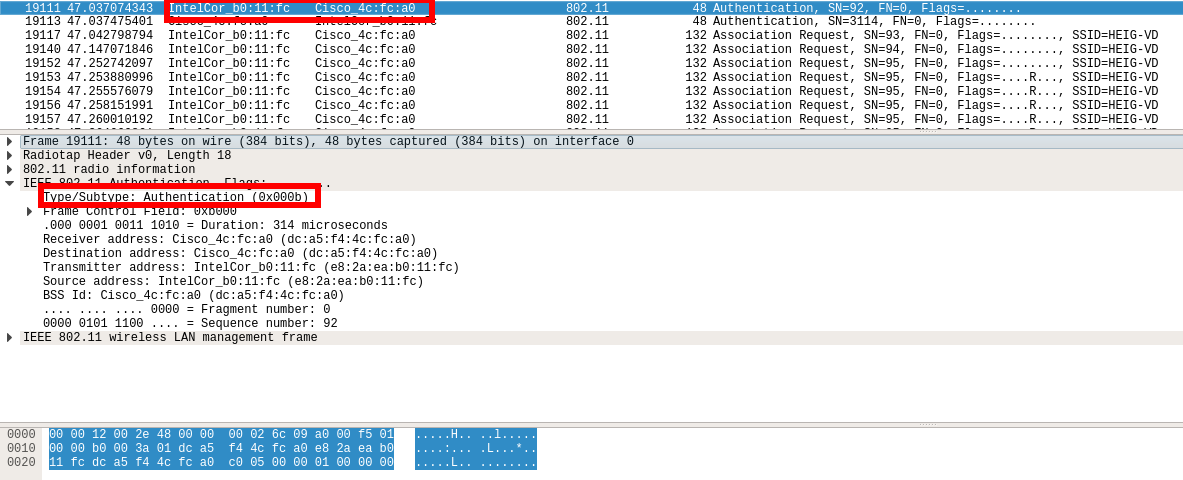 19111 47.037074343 IntelCor_b0:11:fc Cisco_4c:fc:a0 802.11 48 Authentication, SN=92, FN=0, Flags=........
19113 47.037475401 Cisco_4c:fc:a0 IntelCor_b0:11:fc 802.11 48 Authentication, SN=3114, FN=0, Flags=........
19117 47.042798794 IntelCor_b0:11:fc Cisco_4c:fc:a0 802.11 132 Association Request, SN=93, FN=0, Flags=........, SSID=HEIG-VD
19140 47.147071846 IntelCor_b0:11:fc Cisco_4c:fc:a0 802.11 132 Association Request, SN=94, FN=0, Flags=........, SSID=HEIG-VD
19152 47.252742097 IntelCor_b0:11:fc Cisco_4c:fc:a0 802.11 132 Association Request, SN=95, FN=0, Flags=........, SSID=HEIG-VD
19153 47.253880996 IntelCor_b0:11:fc Cisco_4c:fc:a0 802.11 132 Association Request, SN=95, FN=0, Flags=....R..., SSID=HEIG-VD
19154 47.255576079 IntelCor_b0:11:fc Cisco_4c:fc:a0 802.11 132 Association Request, SN=95, FN=0, Flags=....R..., SSID=HEIG-VD
19156 47.258151991 IntelCor_b0:11:fc Cisco_4c:fc:a0 802.11 132 Association Request, SN=95, FN=0, Flags=....R..., SSID=HEIG-VD
19157 47.260010192 IntelCor_b0:11:fc Cisco_4c:fc:a0 802.11 132 Association Request, SN=95, FN=0, Flags=....R..., SSID=HEIG-VD
Frame 19111: 48 bytes on wire (384 bits), 48 bytes captured (384 bits) on interface 0
Radiotap Header v0, Length 18
802.11 radio information
IEEE 802.11 Authentication, Flags: ........
Type/Subtype: Authentication (0x000b)
Frame Control Field: 0xb000
.000 0001 0011 1010 = Duration: 314 microseconds
Receiver address: Cisco_4c:fc:a0 (dc:a5:f4:4c:fc:a0)
Destination address: Cisco_4c:fc:a0 (dc:a5:f4:4c:fc:a0)
Transmitter address: IntelCor_b0:11:fc (e8:2a:ea:b0:11:fc)
Source address: IntelCor_b0:11:fc (e8:2a:ea:b0:11:fc)
BSS Id: Cisco_4c:fc:a0 (dc:a5:f4:4c:fc:a0)
.... .... .... 0000 = Fragment number: 0
0000 0101 1100 .... = Sequence number: 92
IEEE 802.11 wireless LAN management frame
0000 00 00 12 00 2e 48 00 00 00 02 6c 09 a0 00 f5 01 .....H.. ..l.....
0010 00 00 b0 00 3a 01 dc a5 f4 4c fc a0 e8 2a ea b0 ....:... .L...*..
0020 11 fc dc a5 f4 4c fc a0 c0 05 00 00 01 00 00 00 .....L.. ........